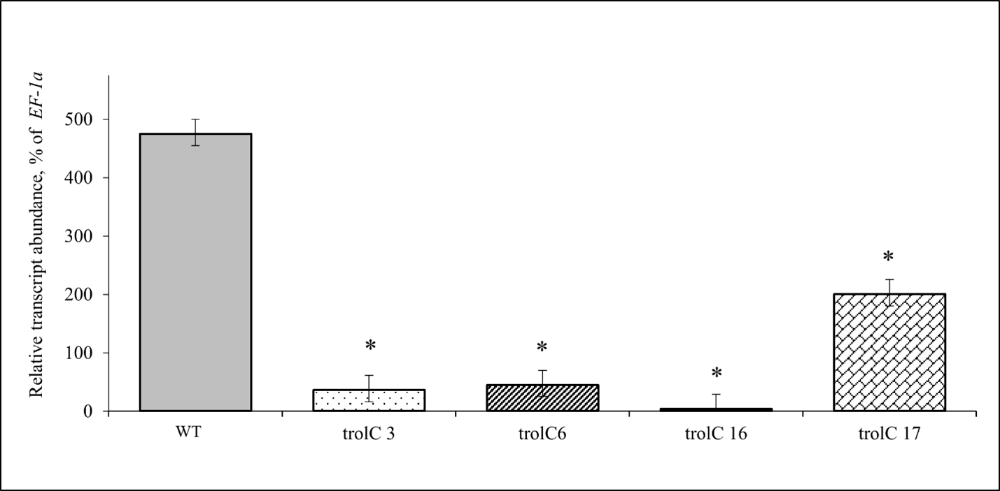 Relative transcript abundance, % of EF-1a
500
400
300
200
100
0
*
*
*
*
WT
trolC 3
trolC6
trolC 16
trolC 17